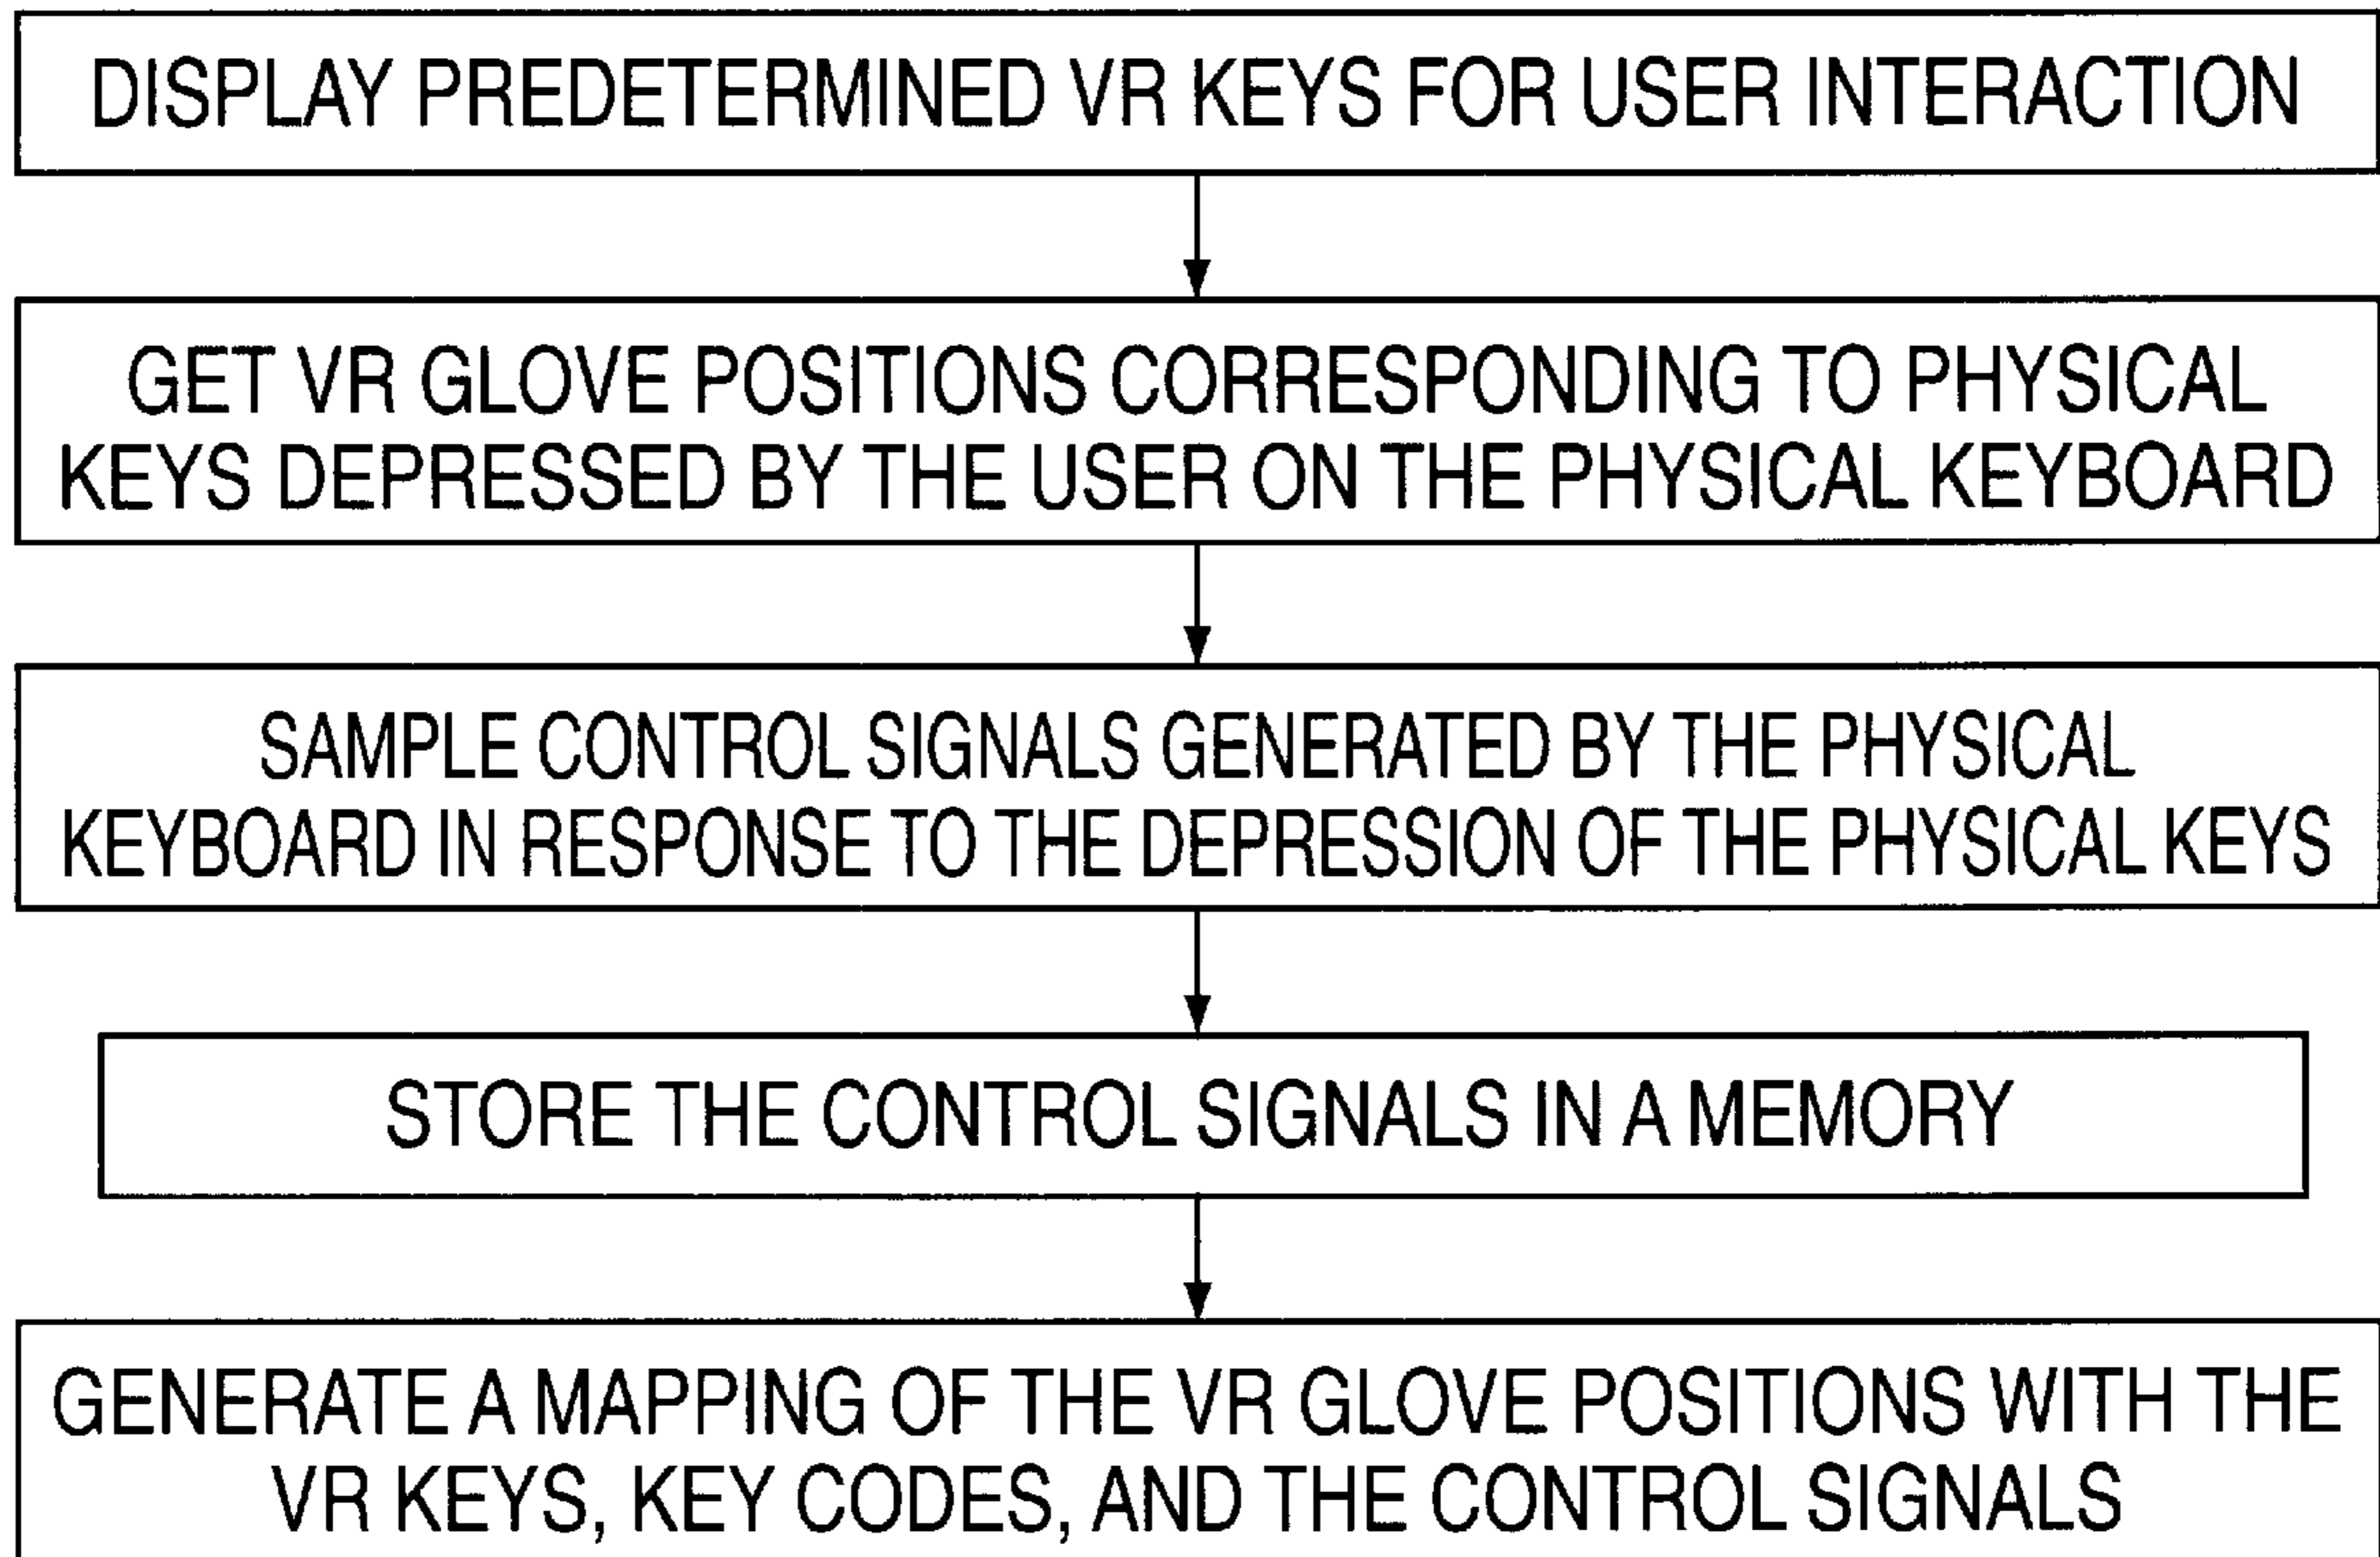 DISPLAY PREDETERMINED VR KEYS FOR USER INTERACTION
GET VR GLOVE POSITIONS CORRESPONDING TO PHYSICAL
KEYS DEPRESSED BY THE USER ON THE PHYSICAL KEYBOARD
SAMPLE CONTROL SIGNALS GENERATED BY THE PHYSICAL
KEYBOARD IN RESPONSE TO THE DEPRESSION OF THE PHYSICAL KEYS
STORE THE CONTROL SIGNALS IN A MEMORY
GENERATE A MAPPING OF THE VR GLOVE POSITIONS WITH THE
VR KEYS, KEY CODES, AND THE CONTROL SIGNALS